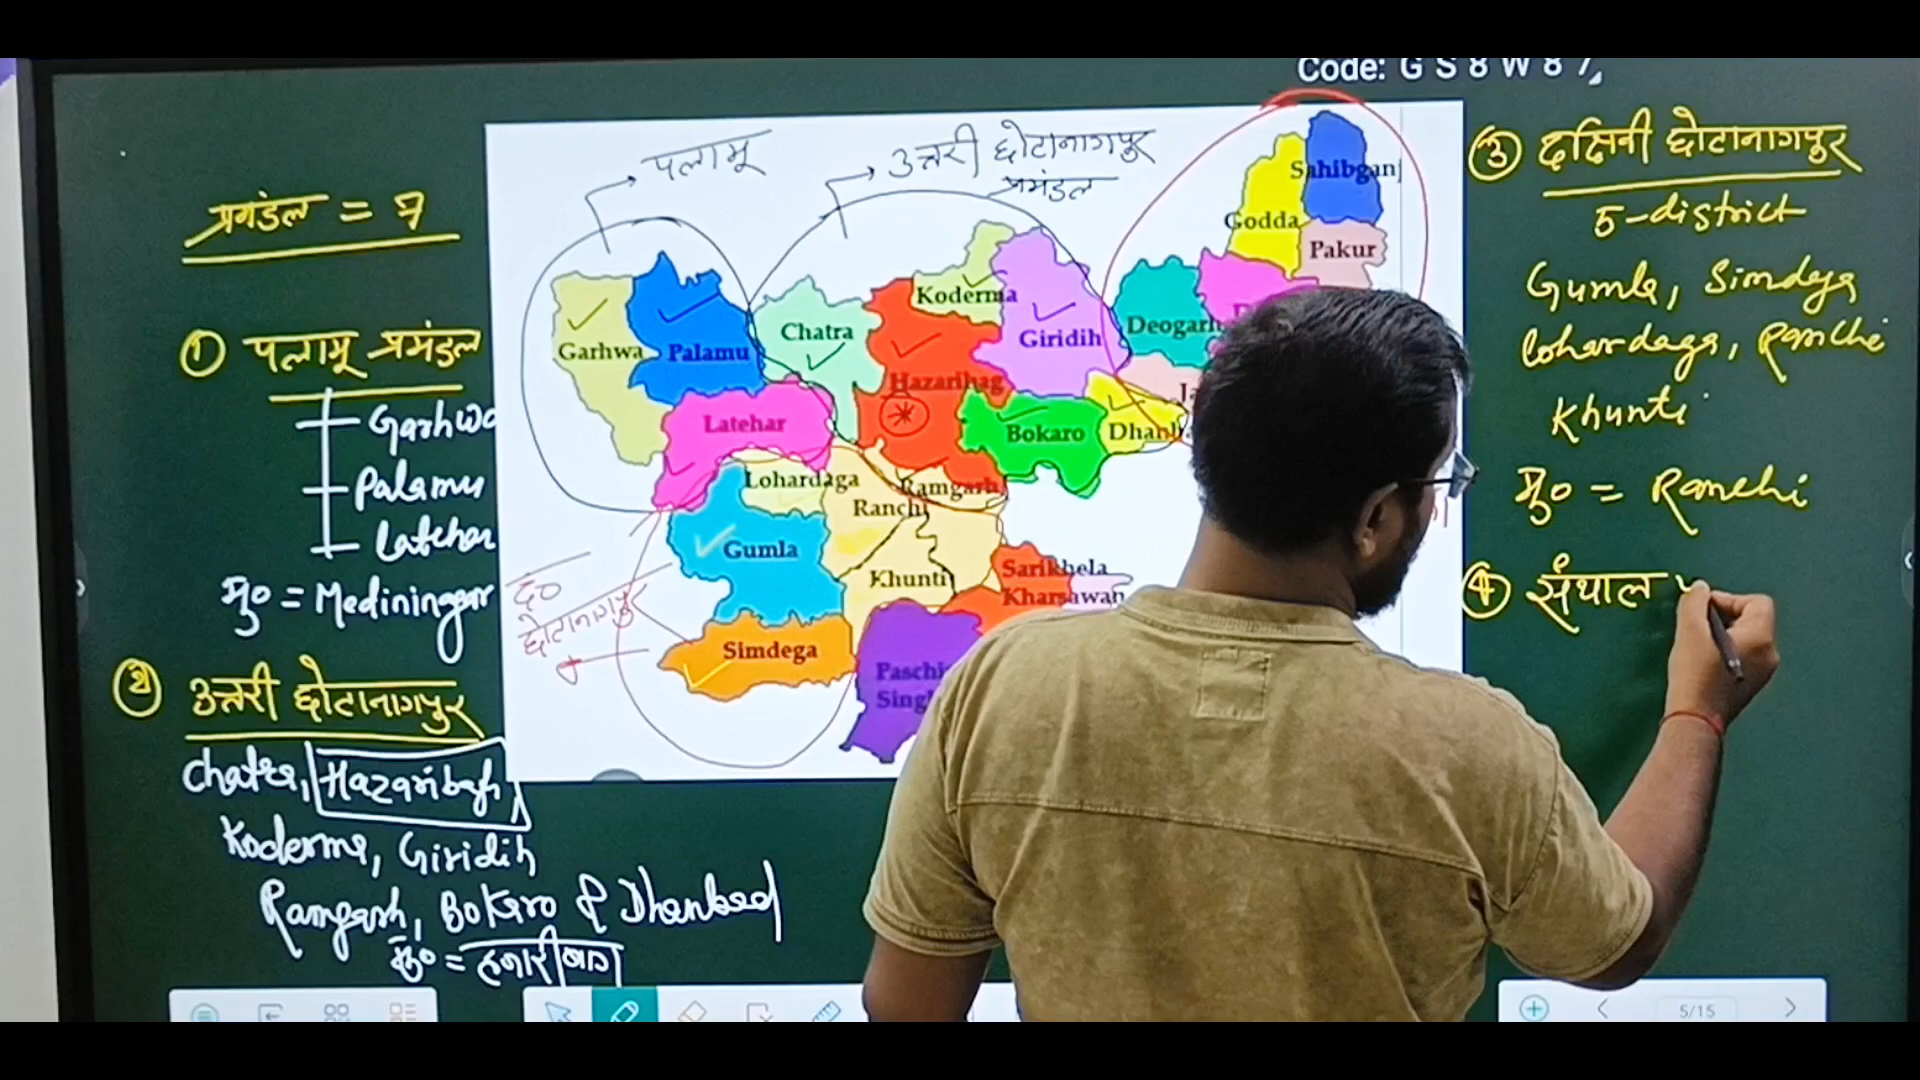 Code: G S 8 W 8 7
प्रमंडल = 7
① पलामू प्रमंडल
Garhwa
Palamu
Latehar
मु० = Medininagar
② उत्तरी छोटानागपुर
Chatra, Hazaribagh,
Koderma, Giridih
Ramgarh, Bokaro & Dhanbad
मु० = हजारीबाग
पलामू
उत्तरी छोटानागपुर
प्रमंडल
Sahibganj
Godda
Pakur
Koderma
Chatra
Giridih
Deogarh
Garhwa
Palamu
Hazaribag
Latehar
Bokaro
Lohardaga
Ramgarh
Ranchi
Gumla
Khunti
Sarikhela
Kharsawan
द०
छोटानागपुर
Simdega
③ दक्षिनी छोटानागपुर
5-district
Gumla, Simdega
Lohardaga, Ranchi
Khunti
मु० = Ranchi
④ संथाल
5/15